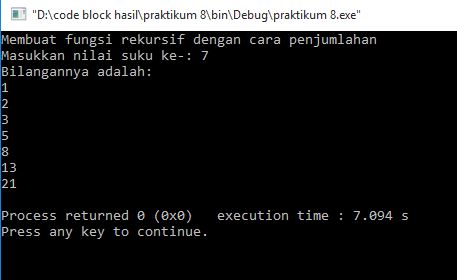 "D:\code block hasil\praktikum 8\bin\Debug\praktikum 8.exe"
Membuat fungsi rekursif dengan cara penjumlahan
Masukkan nilai suku ke-: 7
Bilangannya adalah:
1
2
3
5
8
13
21
Process returned 0 (0x0)   execution time : 7.094 s
Press any key to continue.